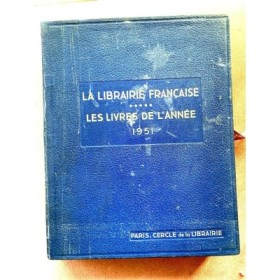 LA LIBRAIRIE FRANÇAISE
•••••
LES LIVRES DE L'ANNÉE
1951
PARIS, CERCLE de la LIBRAIRIE